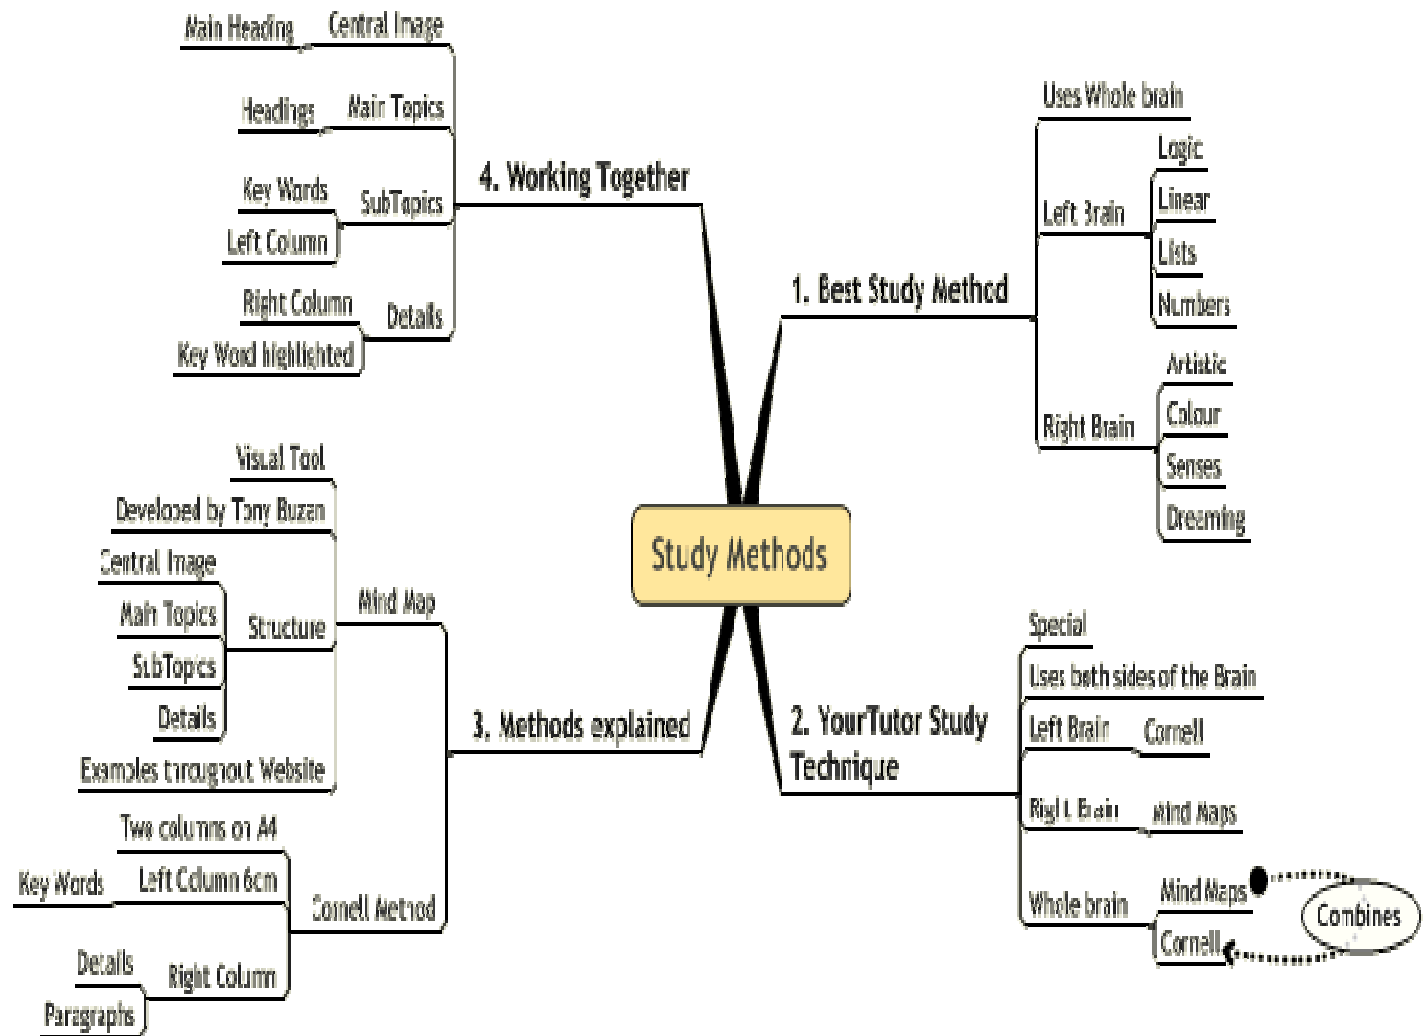 Study Methods
1. Best Study Method
Uses Whole brain
Left Brain
Logic
Linear
Lists
Numbers
Right Brain
Artistic
Colour
Senses
Dreaming
2. YourTutor Study
Technique
Special
Uses both sides of the Brain
Left Brain
Cornell
Right Brain
Mind Maps
Whole brain
Mind Maps
Cornell
Combines
3. Methods explained
Mind Map
Visual Tool
Developed by Tony Buzan
Structure
Central Image
Main Topics
SubTopics
Details
Examples throughout Website
Cornell Method
Two columns on A4
Left Column 6cm
Key Words
Right Column
Details
Paragraphs
4. Working Together
Central Image
Main Heading
Main Topics
Headings
SubTopics
Key Words
Left Column
Details
Right Column
Key Word highlighted